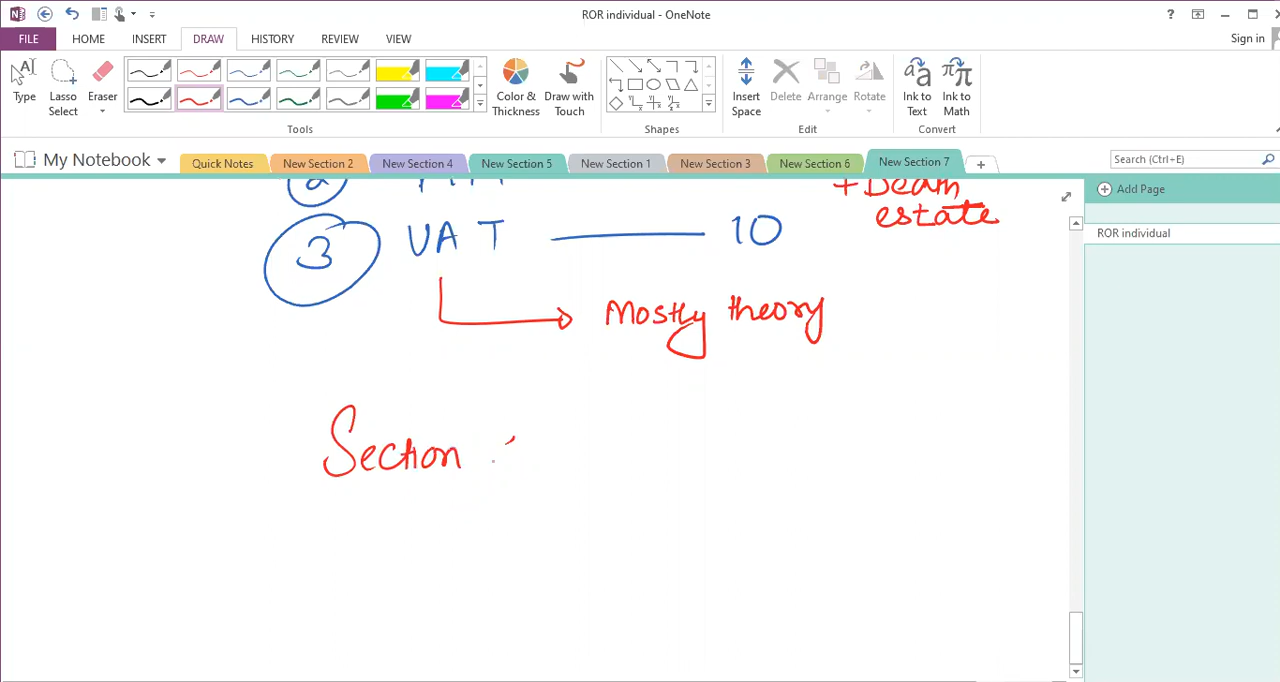 ROR individual - OneNote
FILE HOME INSERT DRAW HISTORY REVIEW VIEW Sign in
Type Lasso Select Eraser Color & Thickness Draw with Touch Insert Space Delete Arrange Rotate Ink to Text Ink to Math
Tools Shapes Edit Convert
My Notebook Quick Notes New Section 2 New Section 4 New Section 5 New Section 1 New Section 3 New Section 6 New Section 7 Search (Ctrl+E)
Add Page
ROR individual
2
+ Death
estate
3 VAT 10
Mostly theory
Section